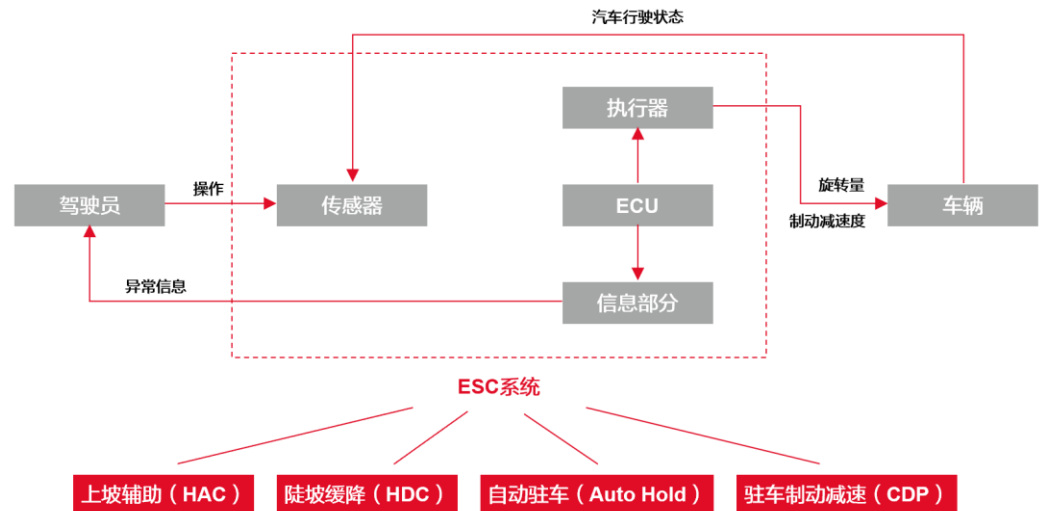 汽车行驶状态
执行器
驾驶员
操作
传感器
ECU
旋转量
制动减速度
车辆
异常信息
信息部分
ESC系统
上坡辅助（HAC）
陡坡缓降（HDC）
自动驻车（Auto Hold）
驻车制动减速（CDP）